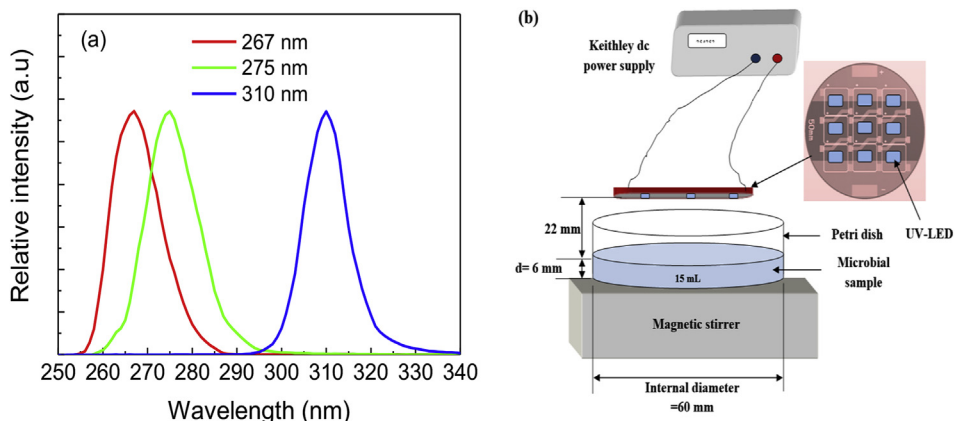 (a)
267 nm
275 nm
310 nm
Relative intensity (a.u)
250 260 270 280 290 300 310 320 330 340
Wavelength (nm)
(b)
Keithley dc
power supply
UV-LED
22 mm
Petri dish
d= 6 mm
Microbial
sample
15 mL
Magnetic stirrer
Internal diameter
=60 mm